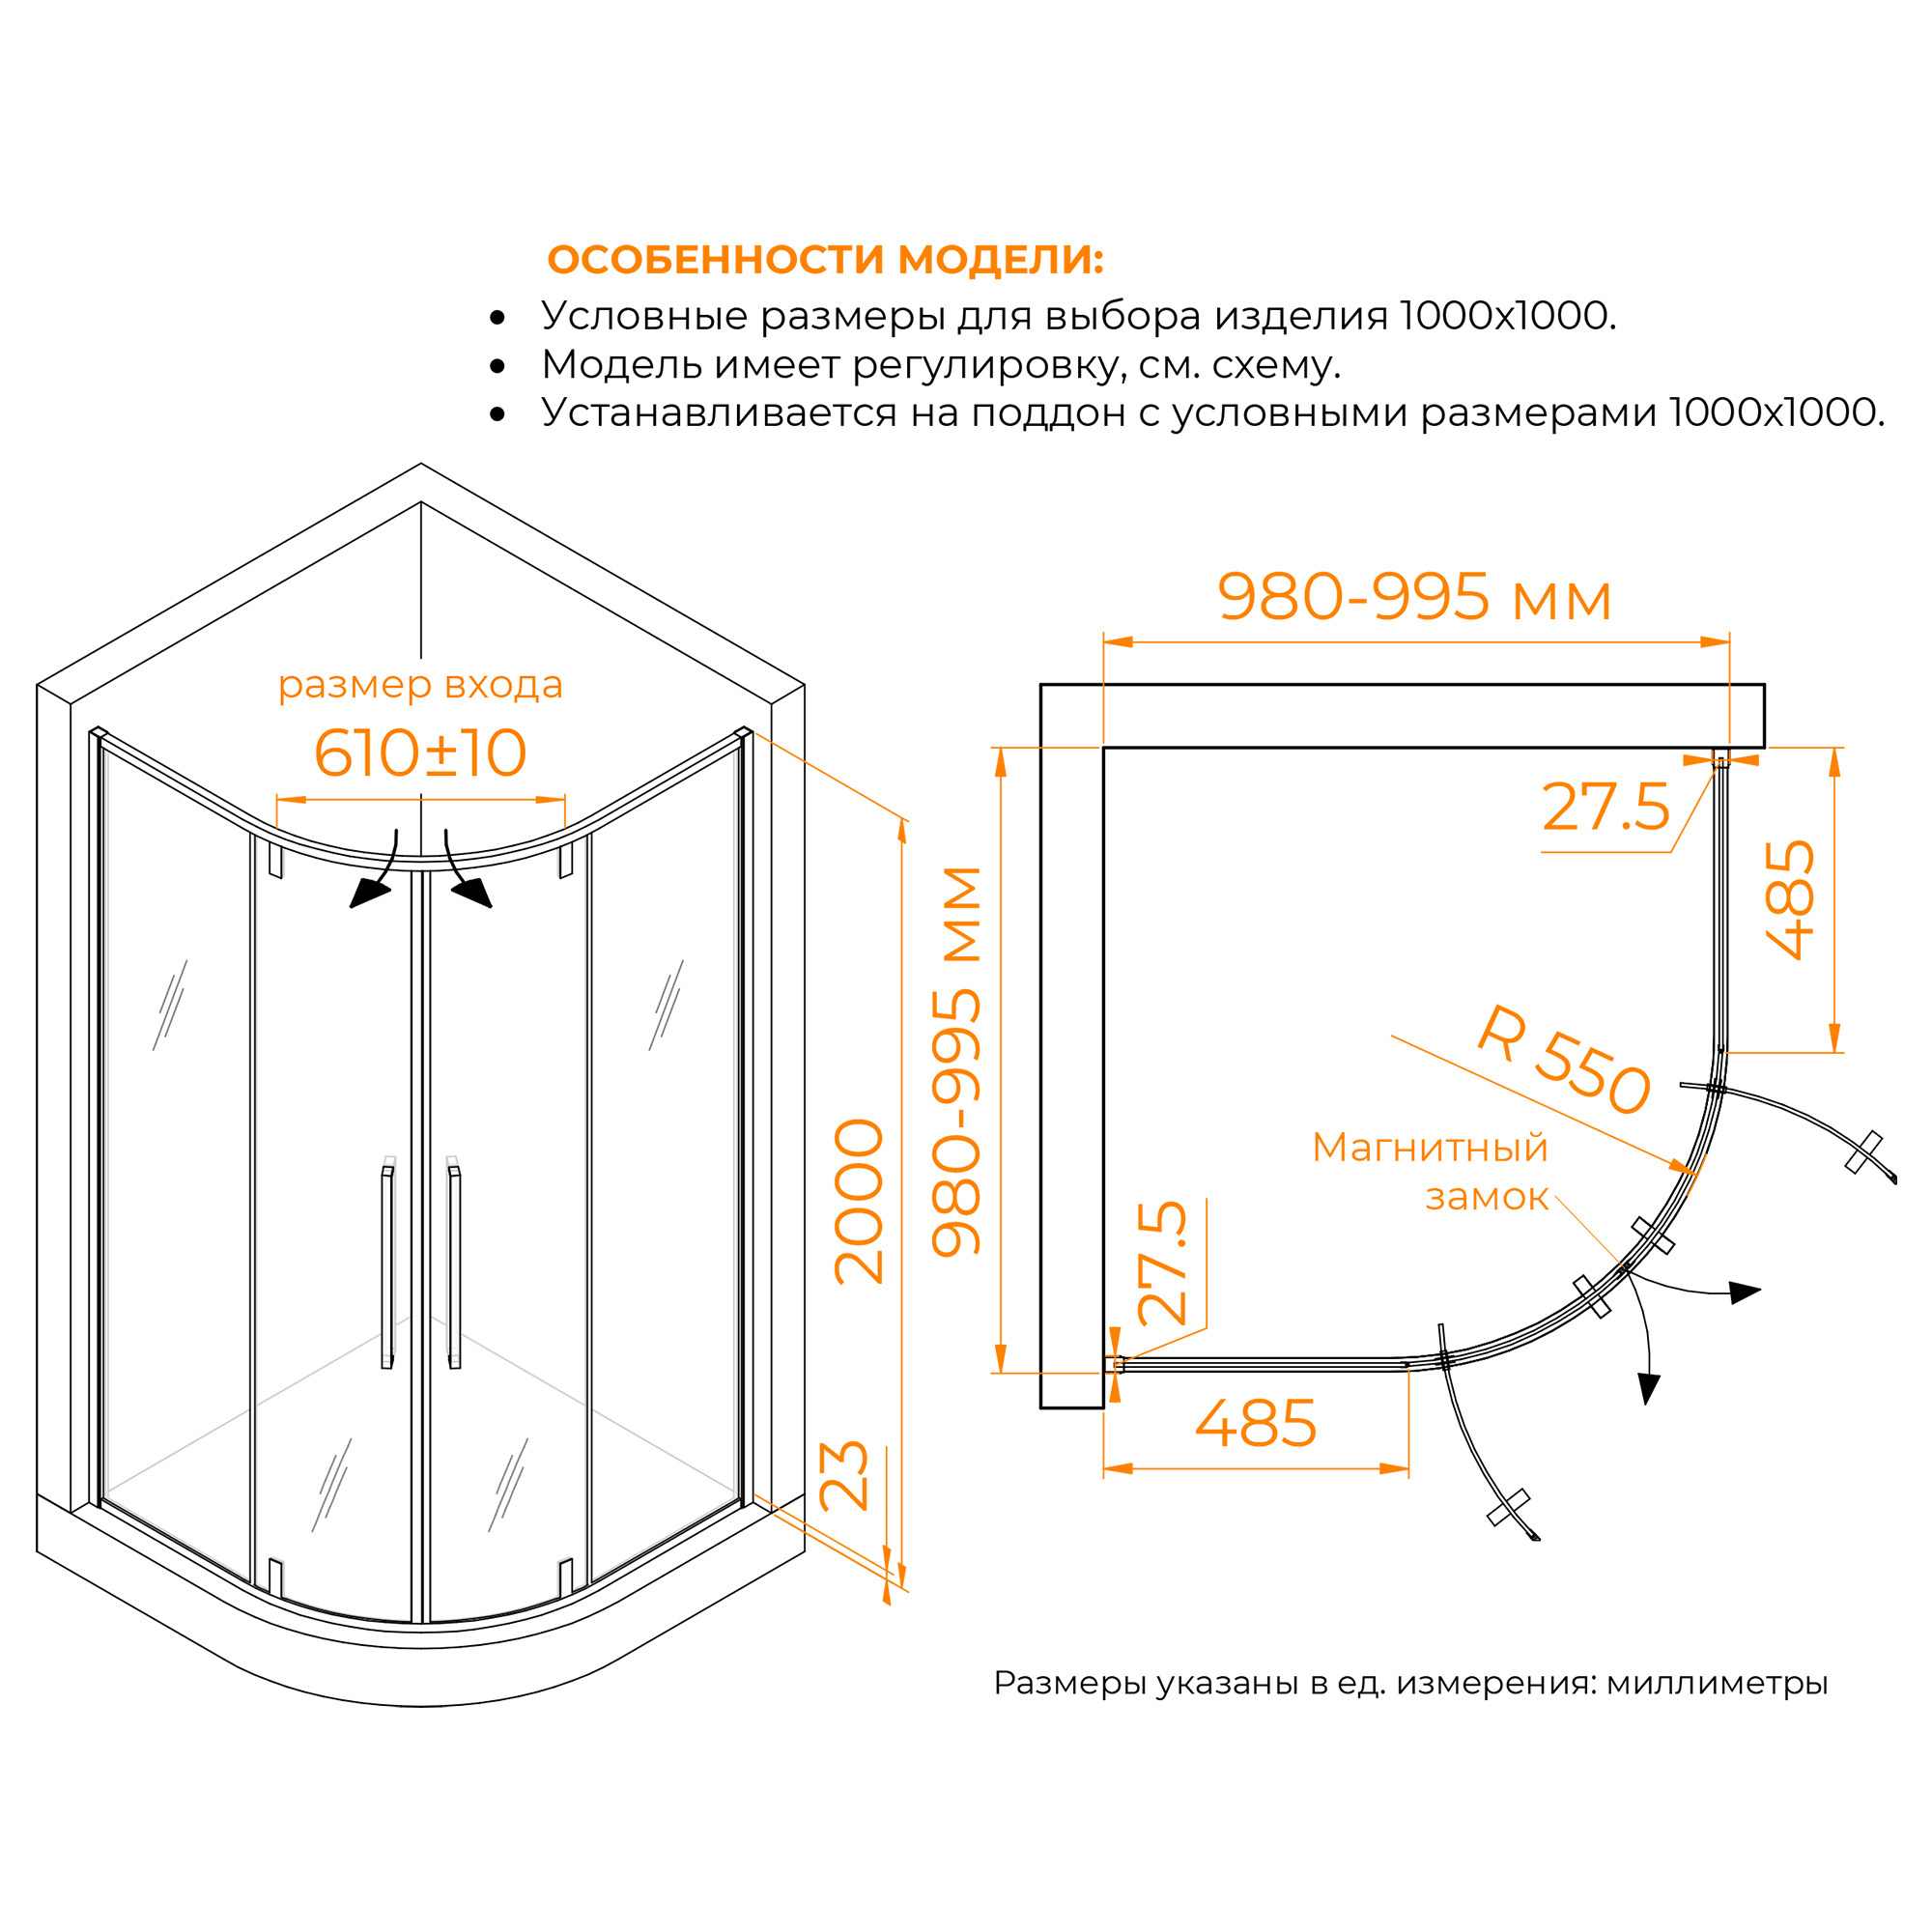 ОСОБЕННОСТИ МОДЕЛИ:
• Условные размеры для выбора изделия 1000х1000.
• Модель имеет регулировку, см. схему.
• Устанавливается на поддон с условными размерами 1000х1000.
размер входа
610±10
2000
23
980-995 мм
980-995 мм
27.5
485
R 550
Магнитный
замок
27.5
485
Размеры указаны в ед. измерения: миллиметры